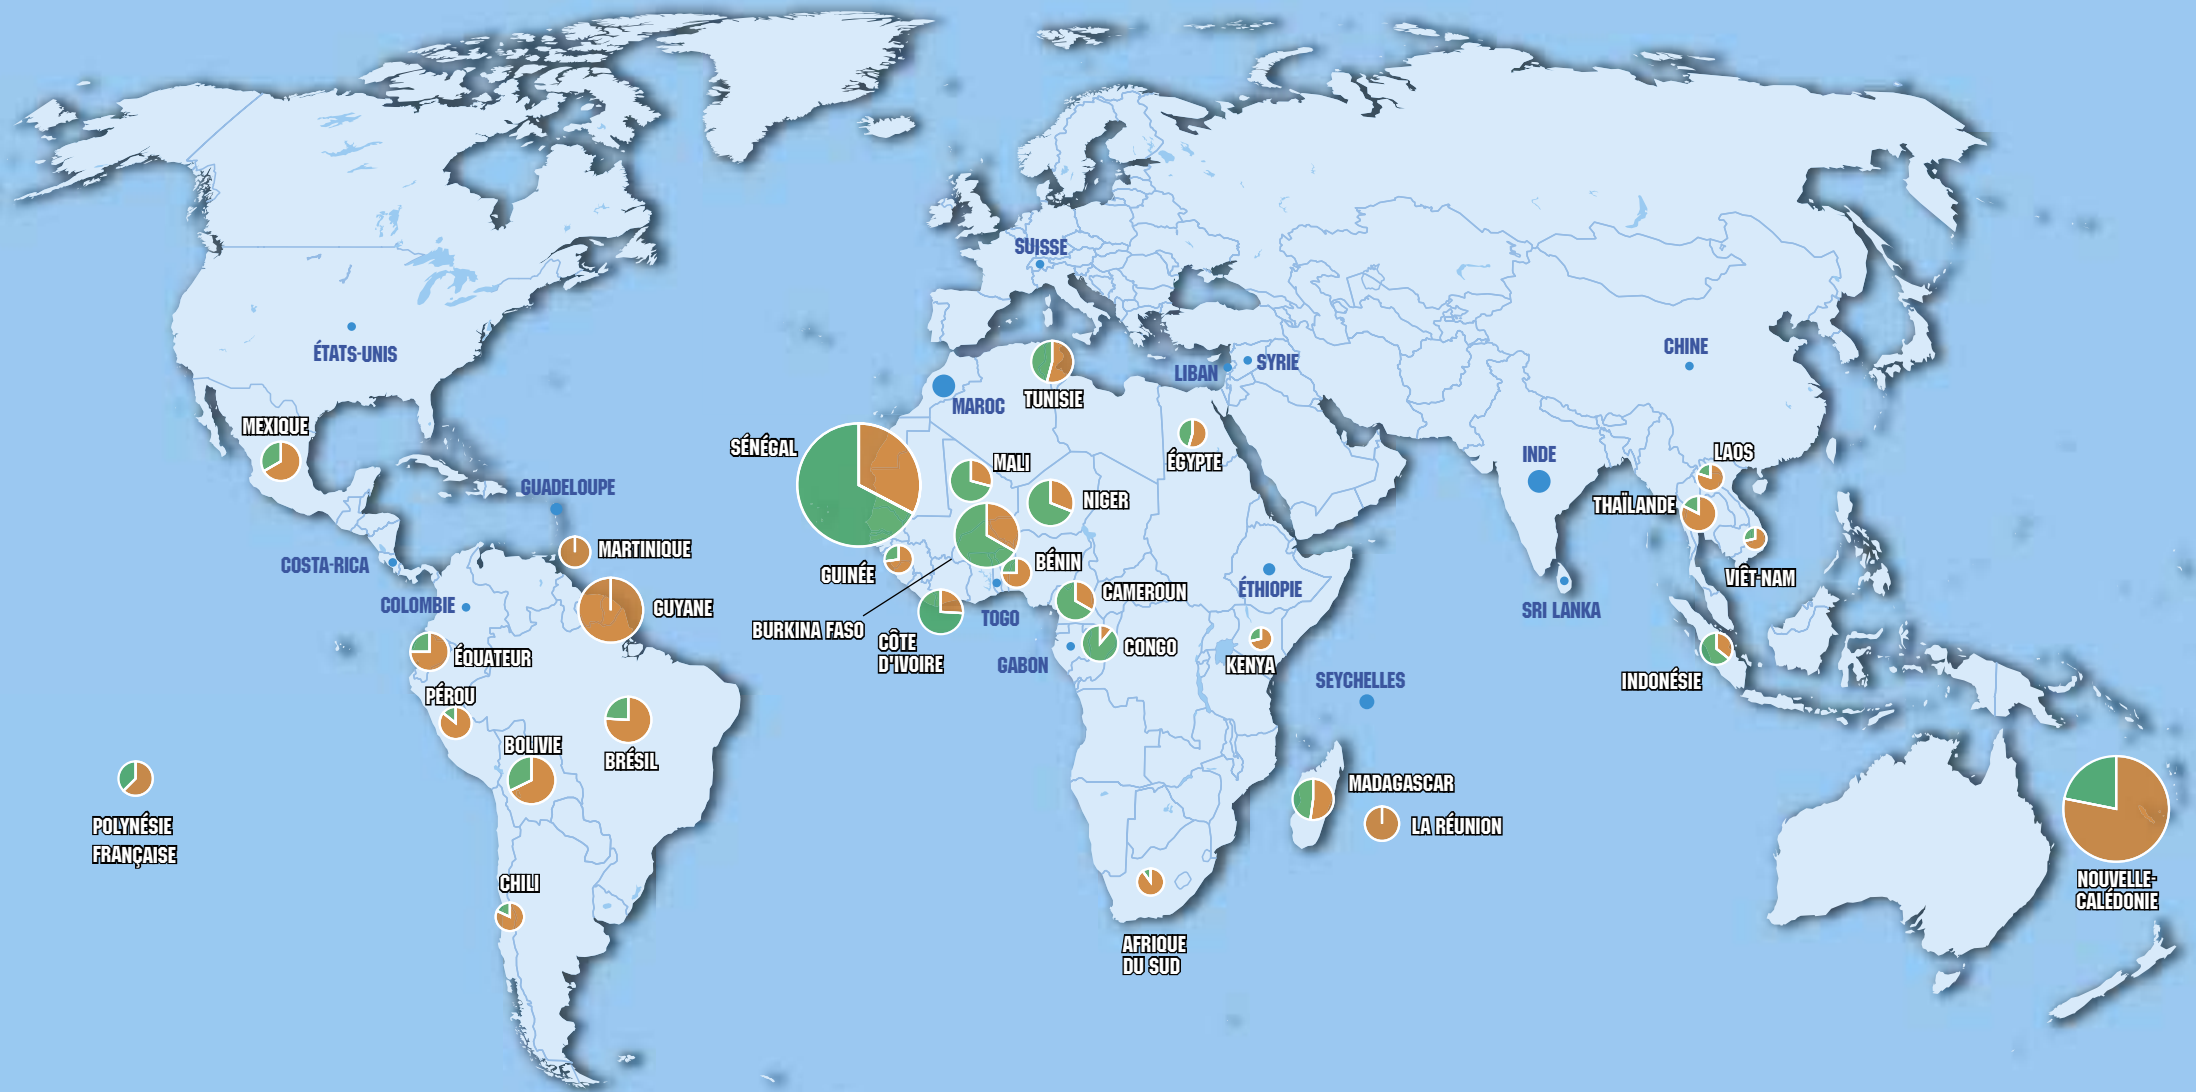 SUISSE
ÉTATS-UNIS
CHINE
LIBAN
SYRIE
TUNISIE
MAROC
MEXIQUE
SÉNÉGAL
MALI
ÉGYPTE
INDE
LAOS
GUADELOUPE
NIGER
THAÏLANDE
MARTINIQUE
COSTA-RICA
GUINÉE
BÉNIN
VIÊT-NAM
COLOMBIE
GUYANE
CAMEROUN
ÉTHIOPIE
SRI LANKA
BURKINA FASO
TOGO
CÔTE
D'IVOIRE
CONGO
ÉQUATEUR
GABON
KENYA
SEYCHELLES
INDONÉSIE
PÉROU
BOLIVIE
BRÉSIL
MADAGASCAR
POLYNÉSIE
FRANÇAISE
LA RÉUNION
CHILI
NOUVELLE-
CALÉDONIE
AFRIQUE
DU SUD